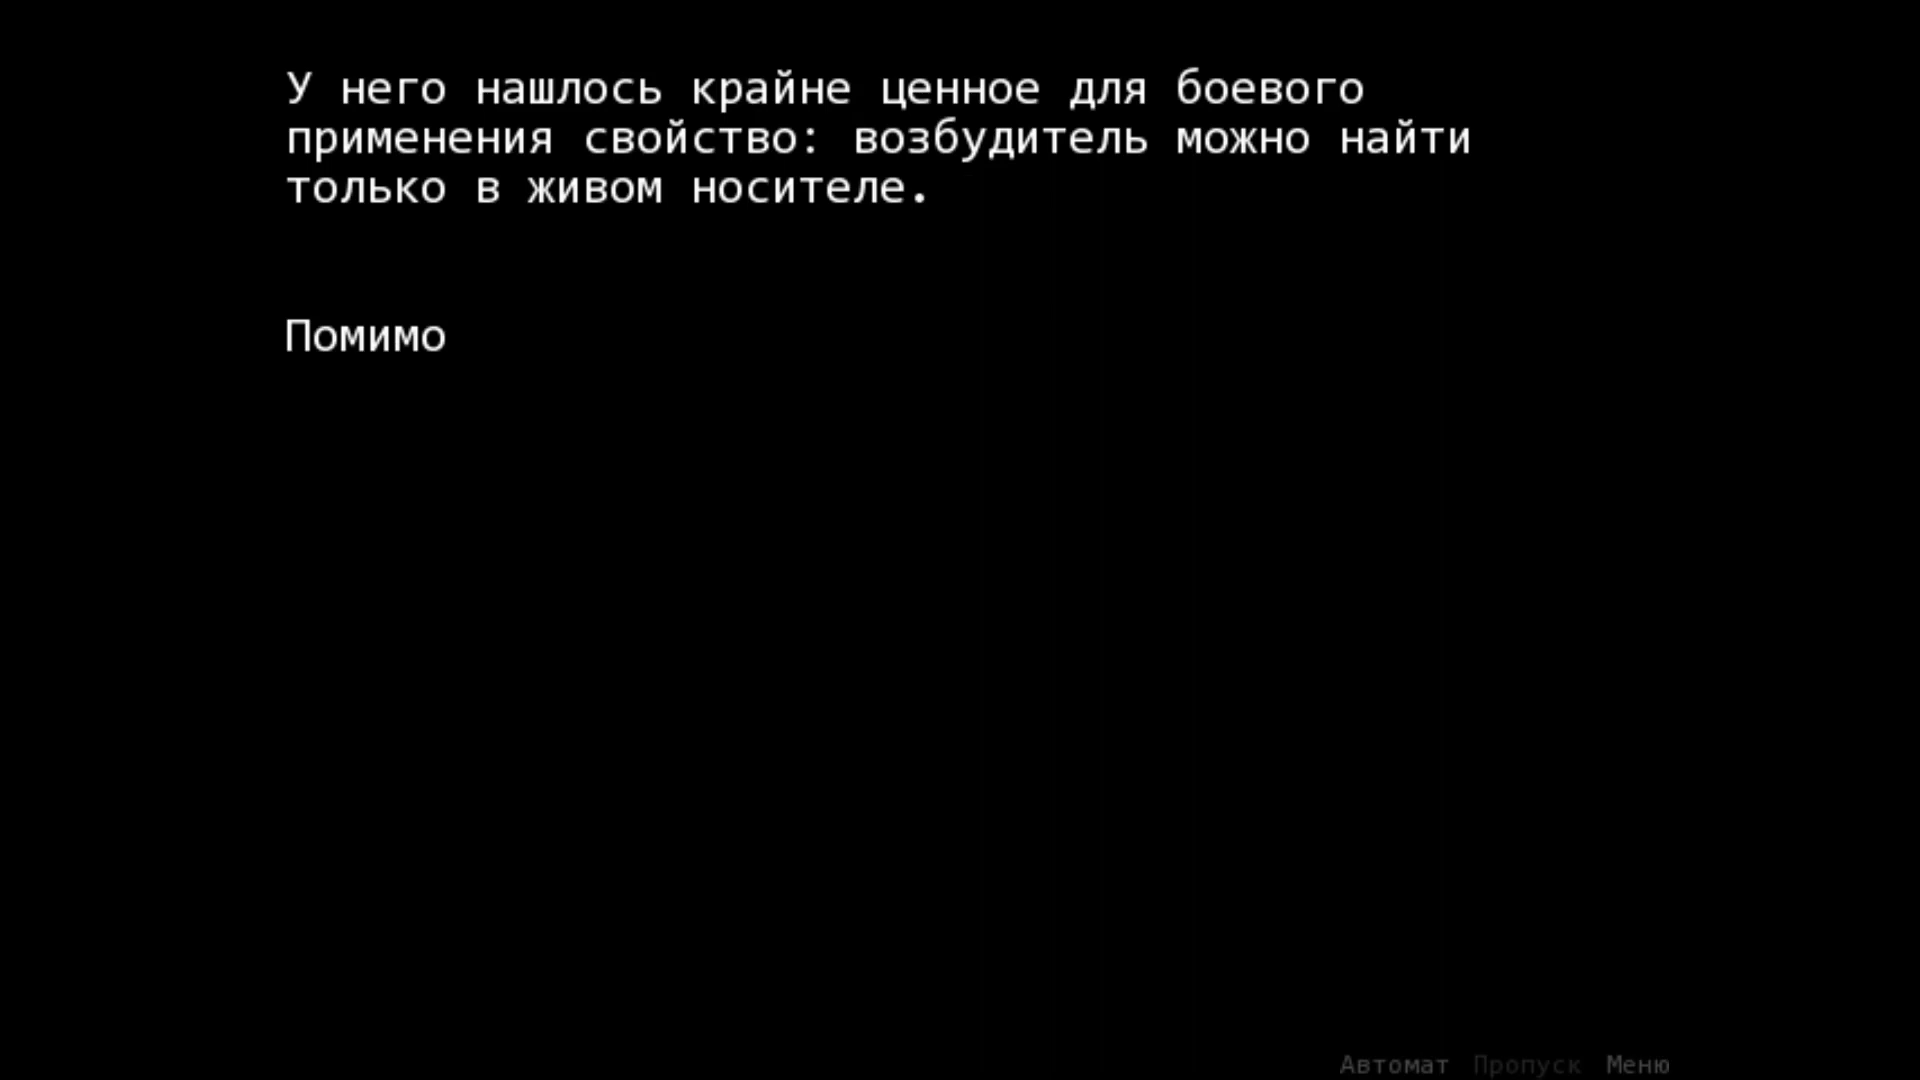 У него нашлось крайне ценное для боевого
применения свойство: возбудитель можно найти
только в живом носителе.
Помимо
Автомат Пропуск Меню